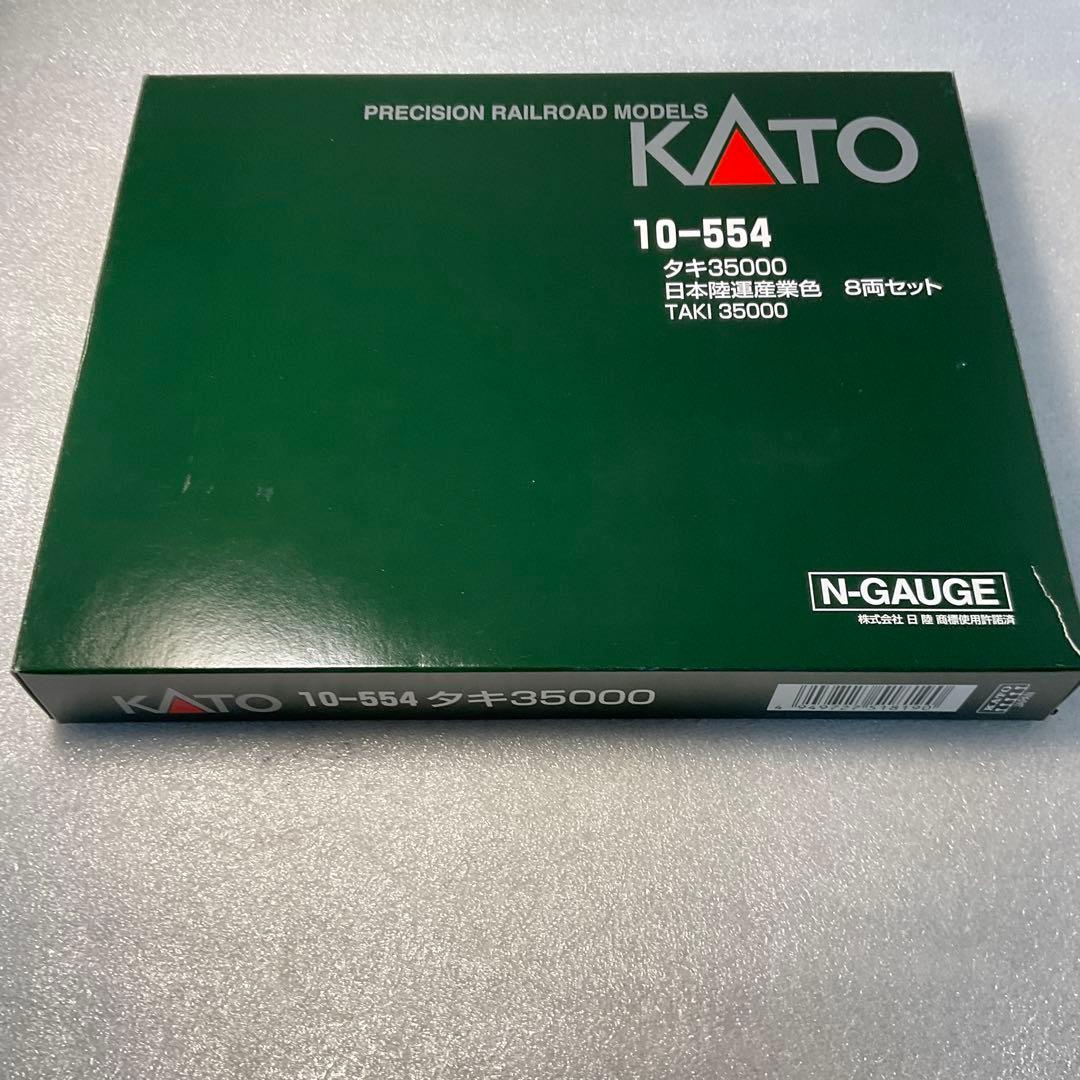 PRECISION RAILROAD MODELS
KATO
10-554
タキ35000
日本陸運産業色 8両セット
TAKI 35000
N-GAUGE
株式会社 日陸 商標使用許諾済
KATO 10-554 タキ35000
KATO